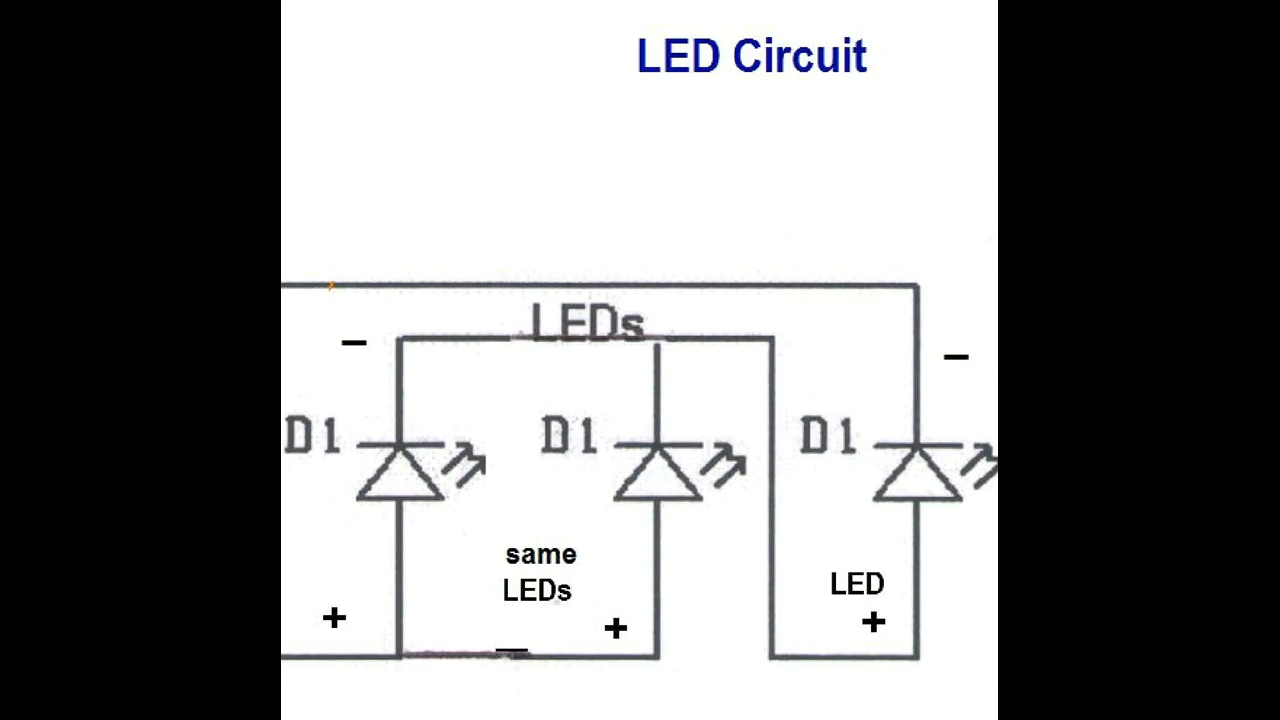 LED Circuit
LEDs
−
−
D1
D1
D1
same
LEDs
LED
+
+
+